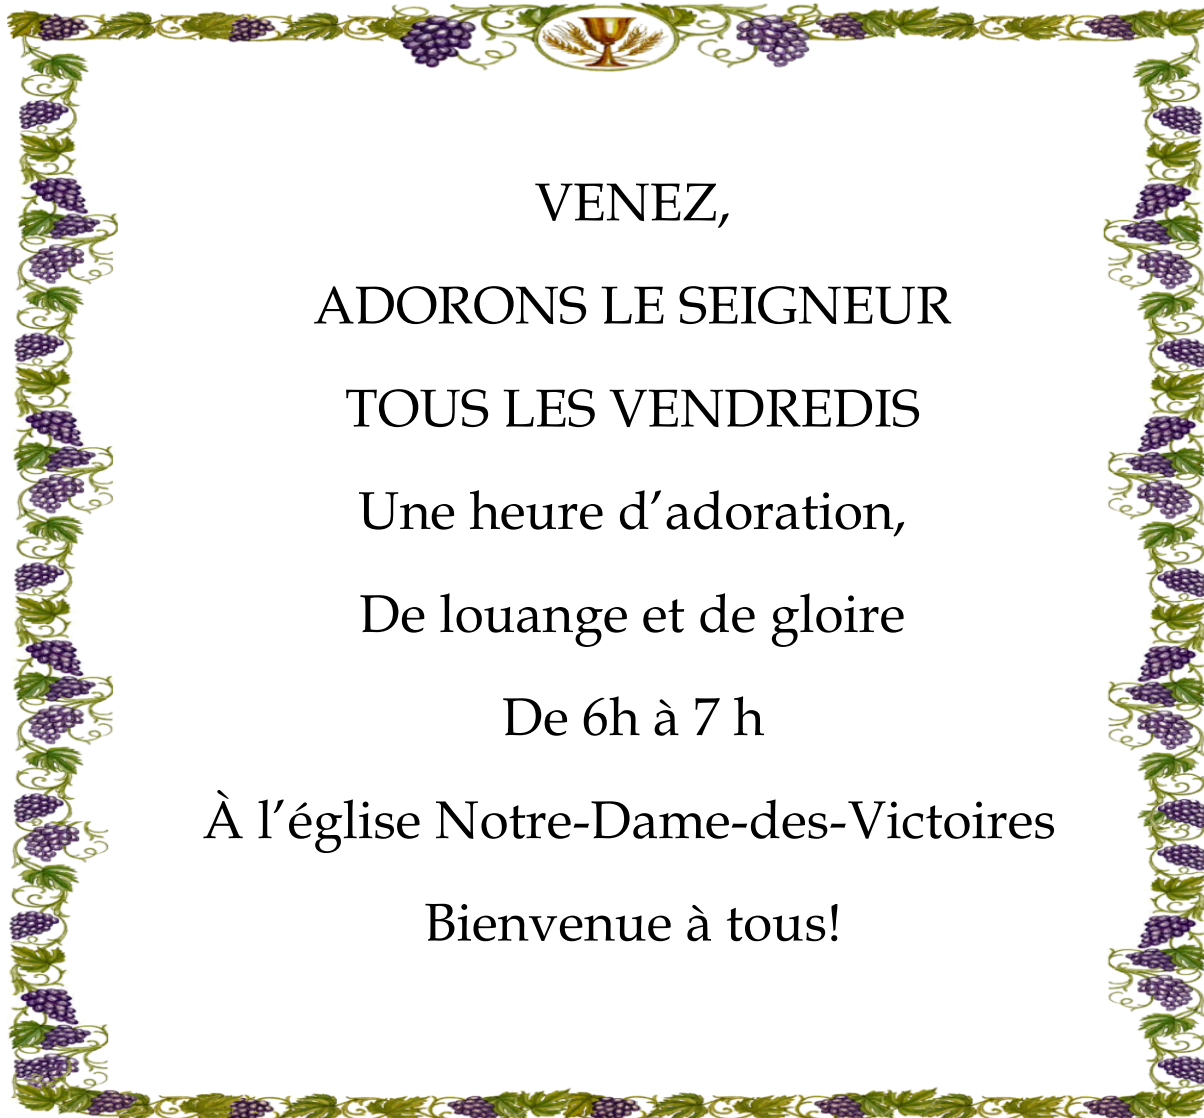 VENEZ,
ADORONS LE SEIGNEUR
TOUS LES VENDREDIS
Une heure d’adoration,
De louange et de gloire
De 6h à 7 h
À l’église Notre-Dame-des-Victoires
Bienvenue à tous!